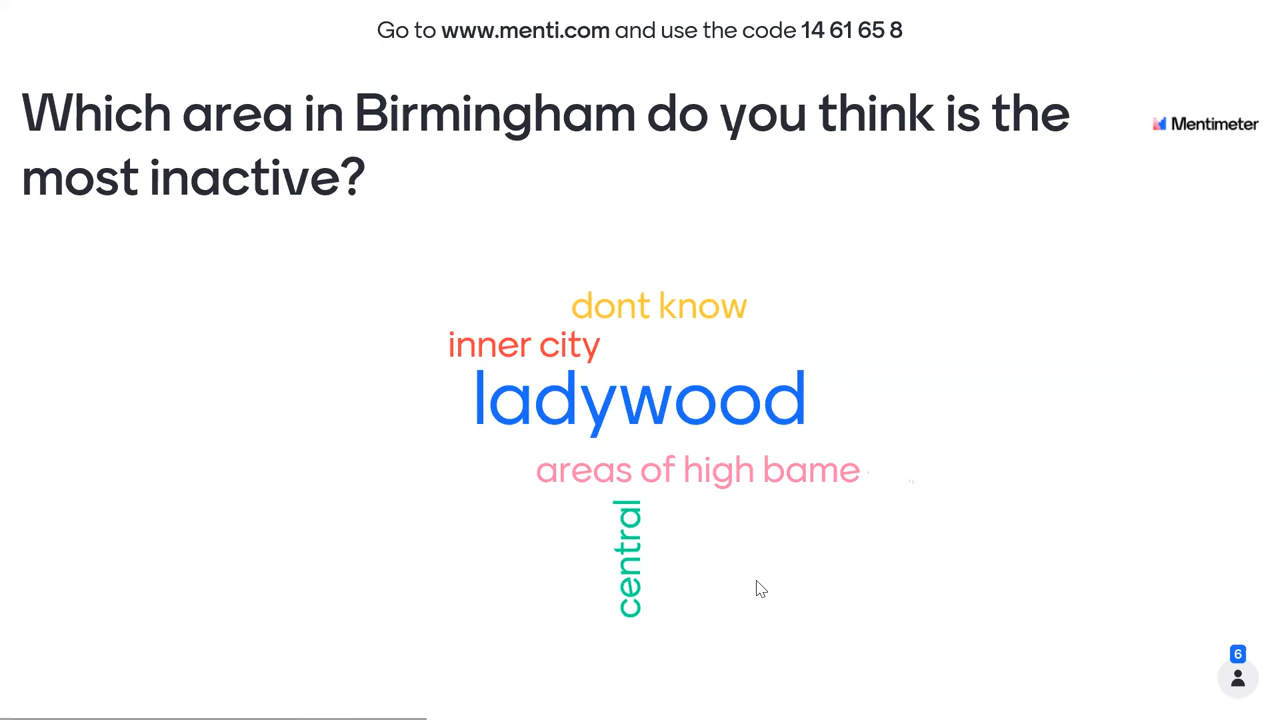 Go to www.menti.com and use the code 14 61 65 8
Which area in Birmingham do you think is the
most inactive?
Mentimeter
dont know
inner city
ladywood
areas of high bame
central
6